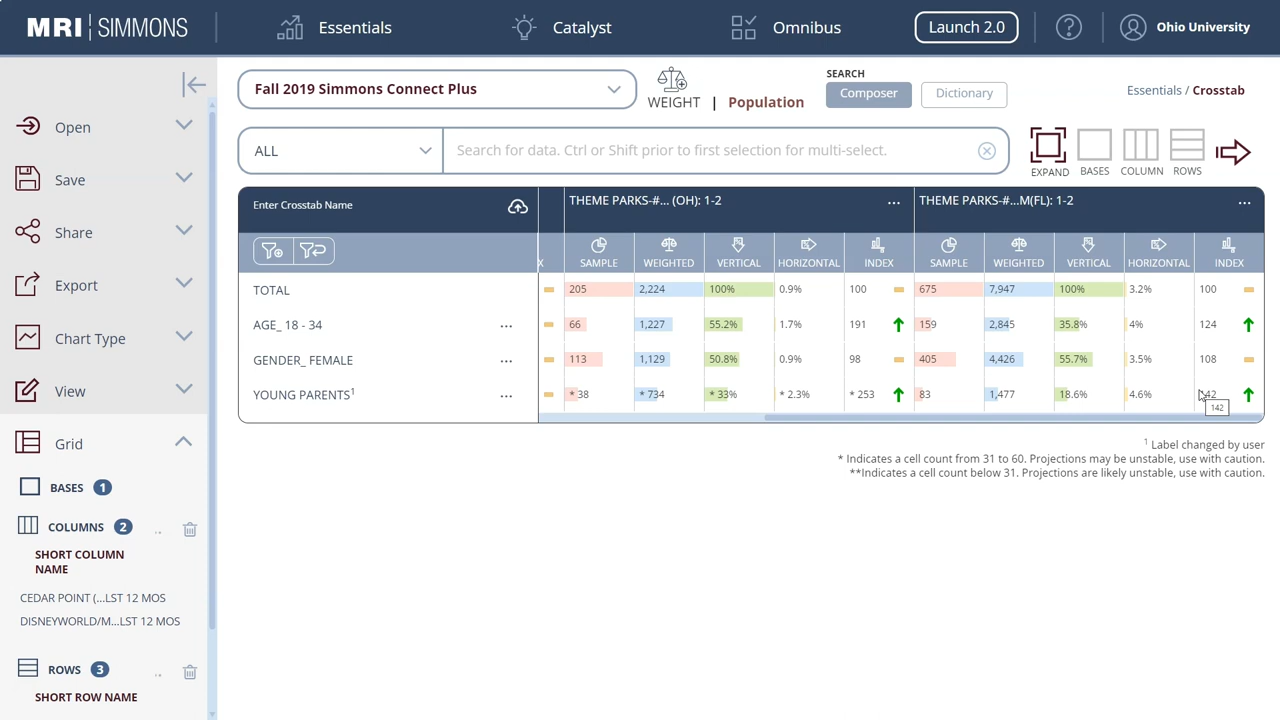 MRI | SIMMONS
Essentials
Catalyst
Omnibus
Launch 2.0
?
Ohio University
Open
Save
Share
Export
Chart Type
View
Grid
BASES 1
COLUMNS 2 ..
SHORT COLUMN
NAME
CEDAR POINT (...LST 12 MOS
DISNEYWORLD/M...LST 12 MOS
ROWS 3 ..
SHORT ROW NAME
Fall 2019 Simmons Connect Plus
WEIGHT | Population
SEARCH
Composer Dictionary
Essentials / Crosstab
ALL
Search for data. Ctrl or Shift prior to first selection for multi-select.
EXPAND BASES COLUMN ROWS
Enter Crosstab Name THEME PARKS-#... (OH): 1-2 ... THEME PARKS-#...M(FL): 1-2 ...
X SAMPLE WEIGHTED VERTICAL HORIZONTAL INDEX SAMPLE WEIGHTED VERTICAL HORIZONTAL INDEX
TOTAL 205 2,224 100% 0.9% 100 675 7,947 100% 3.2% 100
AGE_ 18 - 34 ... 66 1,227 55.2% 1.7% 191 159 2,845 35.8% 4% 124
GENDER_ FEMALE ... 113 1,129 50.8% 0.9% 98 405 4,426 55.7% 3.5% 108
YOUNG PARENTS¹ ... * 38 * 734 * 33% * 2.3% * 253 83 1,477 18.6% 4.6% 142
142
¹ Label changed by user
* Indicates a cell count from 31 to 60. Projections may be unstable, use with caution.
**Indicates a cell count below 31. Projections are likely unstable, use with caution.